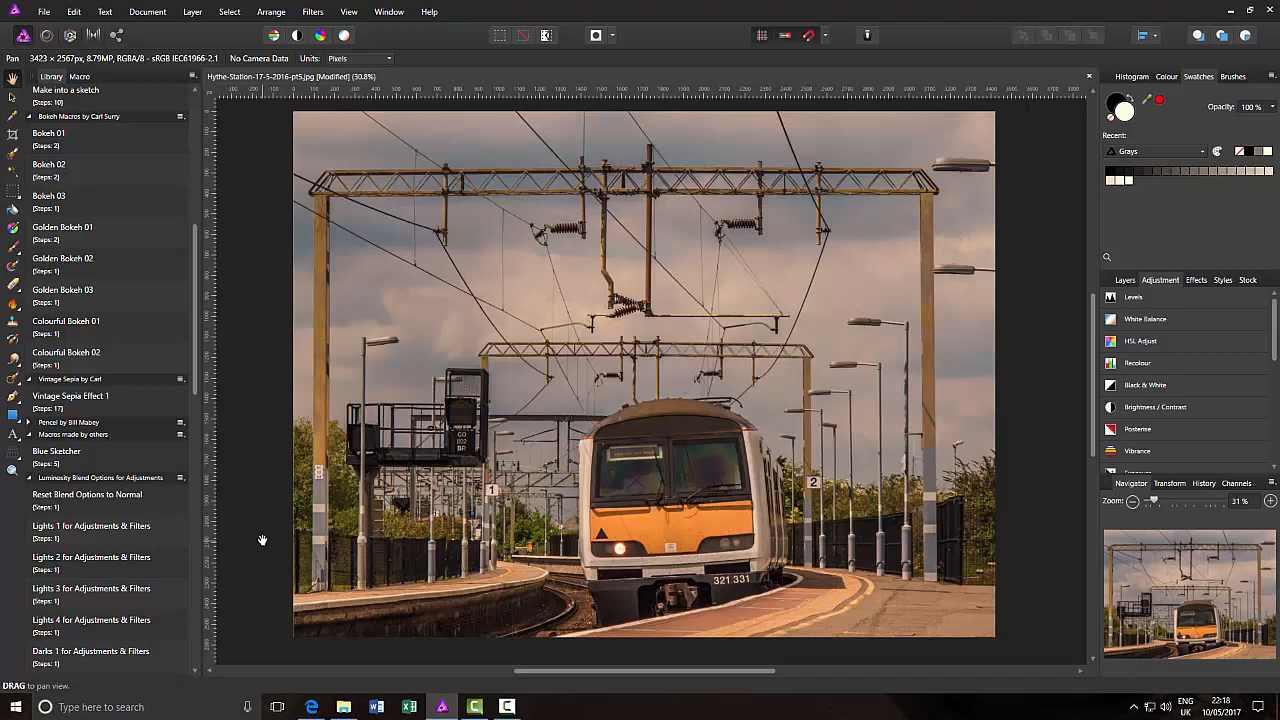 File Edit Text Document Layer Select Arrange Filters View Window Help
Pan 3423 x 2567px, 8.79MP, RGBA/8 - sRGB IEC61966-2.1 No Camera Data Units: Pixels
Library Macro
Make into a sketch
(Steps: 10)
Bokeh Macros by Carl Surry
Bokeh 01
(Steps: 2)
Bokeh 02
(Steps: 1)
Bokeh 03
(Steps: 1)
Golden Bokeh 01
(Steps: 2)
Golden Bokeh 02
(Steps: 1)
Golden Bokeh 03
(Steps: 1)
Colourful Bokeh 01
(Steps: 1)
Colourful Bokeh 02
(Steps: 1)
Vintage Sepia by Carl
Vintage Sepia Effect 1
(Steps: 17)
Pencel by Bill Mabey
Macros made by others
Blue Sketcher
(Steps: 5)
Luminosity Blend Options for Adjustments
Reset Blend Options to Normal
(Steps: 1)
Lights 1 for Adjustments & Filters
(Steps: 1)
Lights 2 for Adjustments & Filters
(Steps: 1)
Lights 3 for Adjustments & Filters
(Steps: 1)
Lights 4 for Adjustments & Filters
(Steps: 1)
Darks 1 for Adjustments & Filters
(Steps: 1)
Hythe-Station-17-5-2016-pt5.jpg [Modified] (30.8%)
px
CO
802
BR
1
2
321 331
Histogram Colour Swatches Brushes
Opacity: 100 %
Recent:
Grays
Layers Adjustment Effects Styles Stock
Levels
White Balance
HSL Adjust
Recolour
Black & White
Brightness / Contrast
Posterise
Vibrance
Navigator Transform History Channels
Zoom: 31 %
DRAG to pan view.
Type here to search
ENG
UK
22:18
10/05/2017